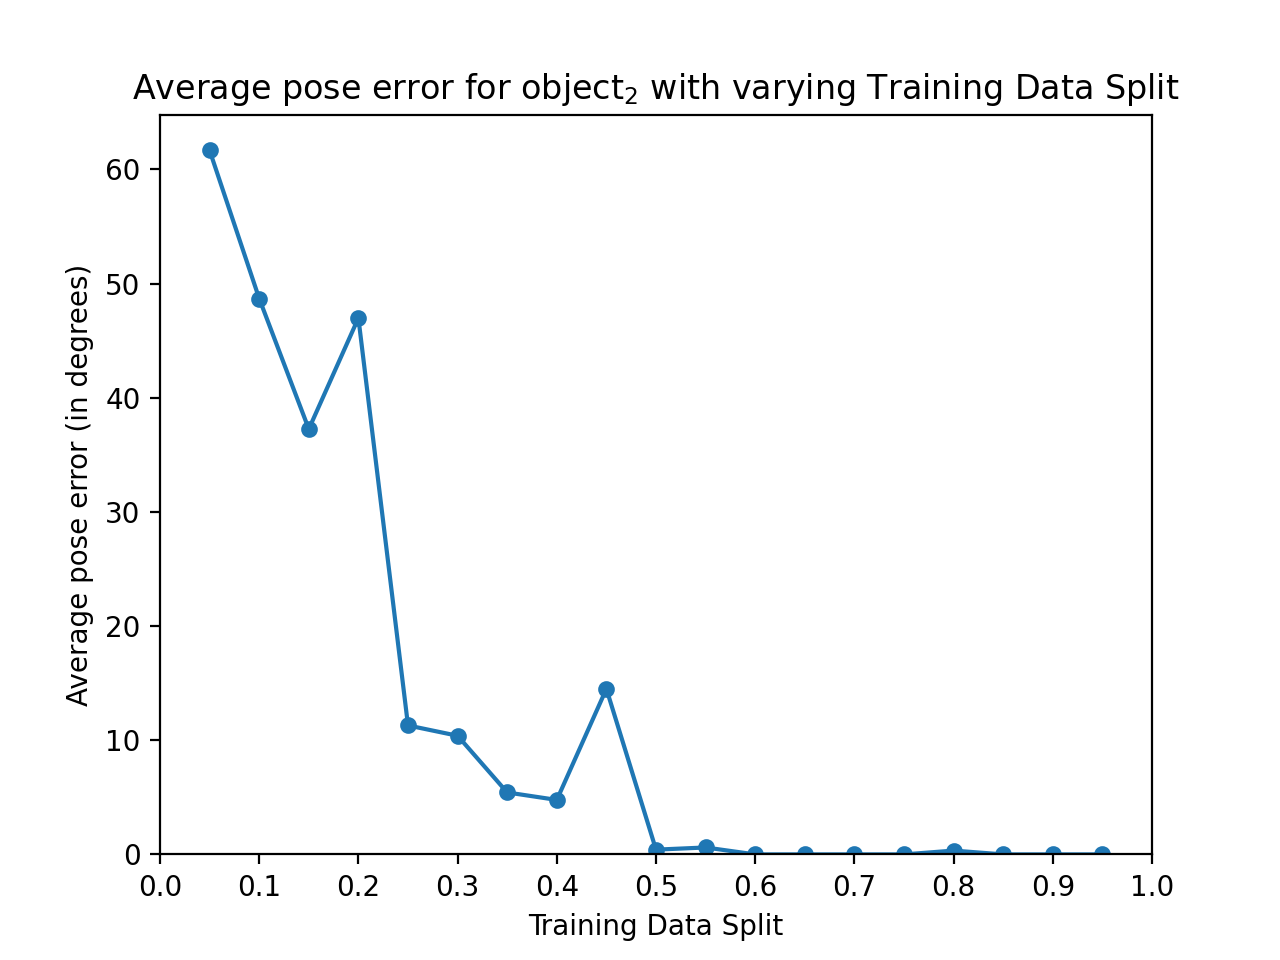 Average pose error for object₂ with varying Training Data Split
Average pose error (in degrees)
60
50
40
30
20
10
0
0.0 0.1 0.2 0.3 0.4 0.5 0.6 0.7 0.8 0.9 1.0
Training Data Split